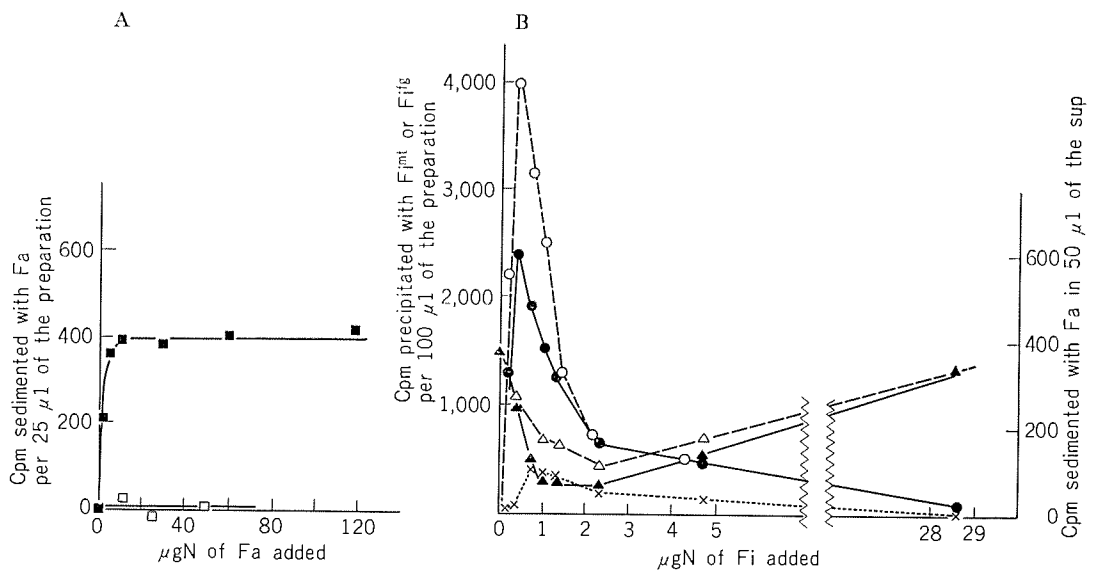 A
B
Cpm sedimented with Fa
per 25 μl of the preparation
600
400
200
0
0
40
80
120
μgN of Fa added
Cpm precipitated with Fi^mt or Fi^fg
per 100 μl of the preparation
4,000
3,000
2,000
1,000
0
1
2
3
4
5
28
29
μgN of Fi added
600
400
200
0
Cpm sedimented with Fa in 50 μl of the sup